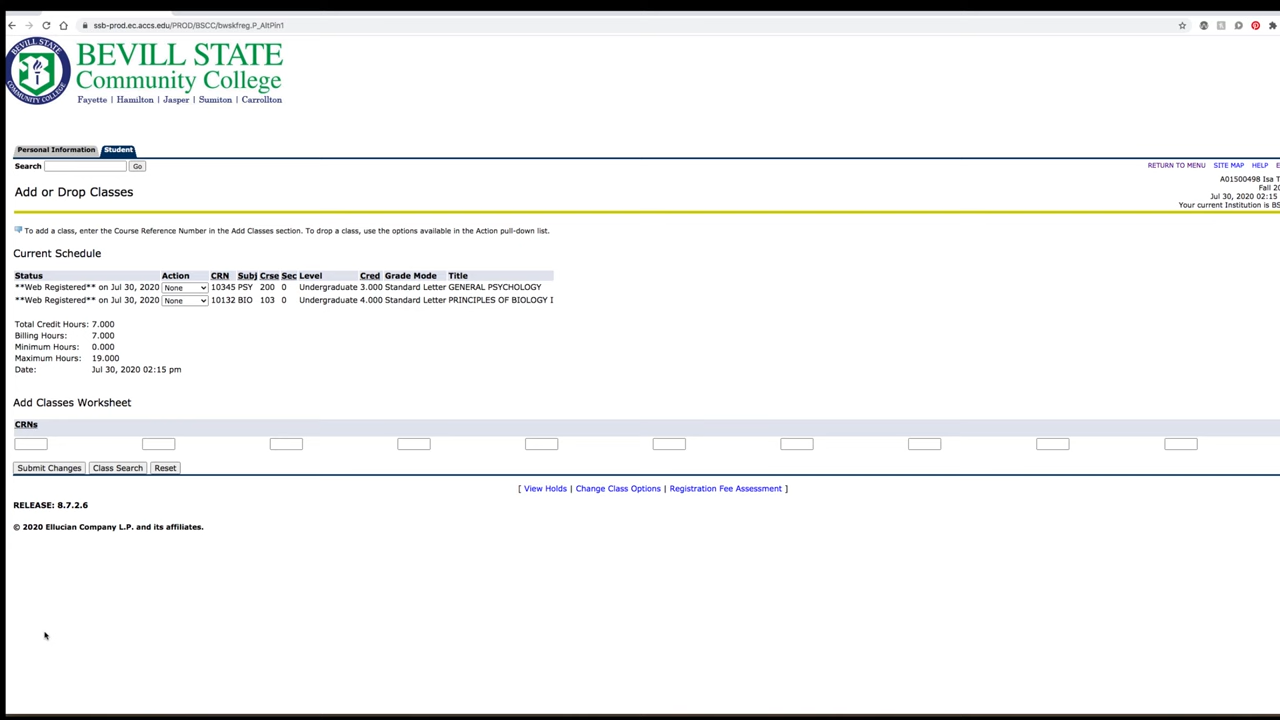 ssb-prod.ec.accs.edu/PROD/BSCC/bwskfreg.P_AltPin1
BEVILL STATE
COMMUNITY COLLEGE
BEVILL STATE
Community College
Fayette | Hamilton | Jasper | Sumiton | Carrollton
Personal Information Student
Search Go
RETURN TO MENU SITE MAP HELP E
Add or Drop Classes
A01500498 Isa T
Fall 20
Jul 30, 2020 02:15
Your current Institution is BS
To add a class, enter the Course Reference Number in the Add Classes section. To drop a class, use the options available in the Action pull-down list.
Current Schedule
Status Action CRN Subj Crse Sec Level Cred Grade Mode Title
**Web Registered** on Jul 30, 2020 None 10345 PSY 200 0 Undergraduate 3.000 Standard Letter GENERAL PSYCHOLOGY
**Web Registered** on Jul 30, 2020 None 10132 BIO 103 0 Undergraduate 4.000 Standard Letter PRINCIPLES OF BIOLOGY I
Total Credit Hours: 7.000
Billing Hours: 7.000
Minimum Hours: 0.000
Maximum Hours: 19.000
Date: Jul 30, 2020 02:15 pm
Add Classes Worksheet
CRNs
Submit Changes Class Search Reset
[ View Holds | Change Class Options | Registration Fee Assessment ]
RELEASE: 8.7.2.6
© 2020 Ellucian Company L.P. and its affiliates.